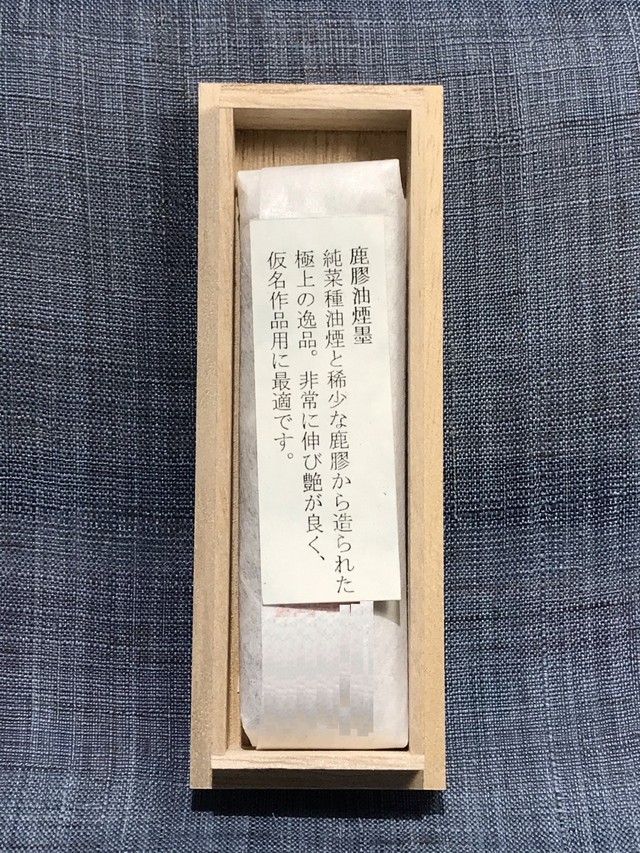 鹿膠油煙墨
純菜種油煙と稀少な鹿膠から造られた
極上の逸品。非常に伸び艶が良く、
仮名作品用に最適です。